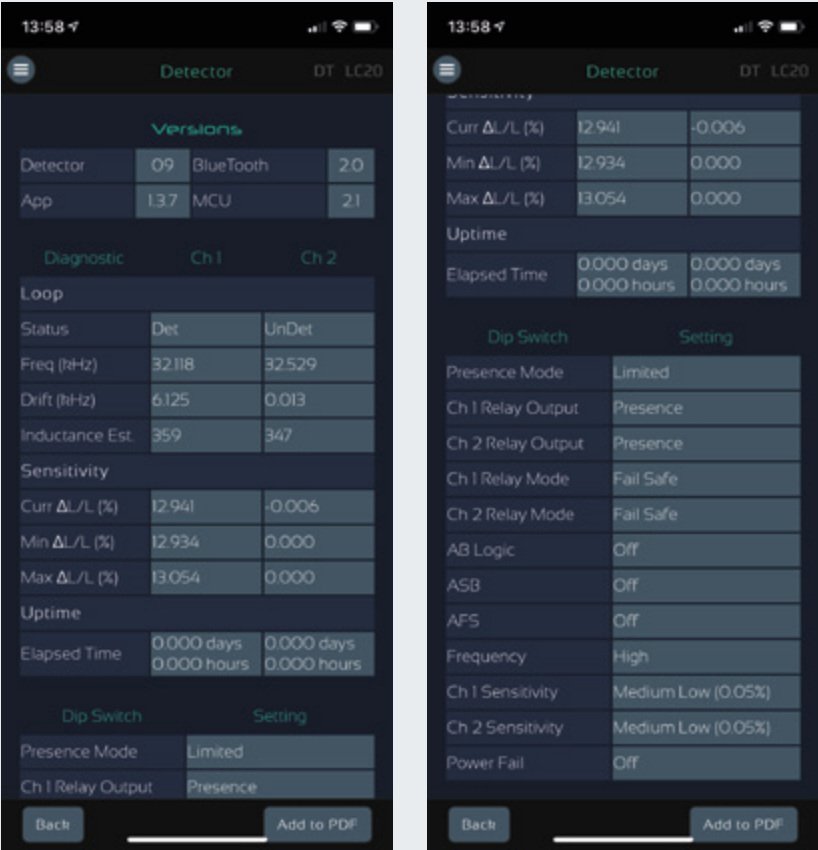 13:58
Detector DT LC20
Versions
Detector 09 BlueTooth 2.0
App 1.3.7 MCU 2.1
Diagnostic Ch 1 Ch 2
Loop
Status Det UnDet
Freq (kHz) 32.118 32.529
Drift (kHz) 6.125 0.013
Inductance Est. 359 347
Sensitivity
Curr ΔL/L (%) 12.941 -0.006
Min ΔL/L (%) 12.934 0.000
Max ΔL/L (%) 13.054 0.000
Uptime
Elapsed Time 0.000 days 0.000 days
0.000 hours 0.000 hours
Dip Switch Setting
Presence Mode Limited
Ch 1 Relay Output Presence
Back Add to PDF
13:58
Detector DT LC20
Sensitivity
Curr ΔL/L (%) 12.941 -0.006
Min ΔL/L (%) 12.934 0.000
Max ΔL/L (%) 13.054 0.000
Uptime
Elapsed Time 0.000 days 0.000 days
0.000 hours 0.000 hours
Dip Switch Setting
Presence Mode Limited
Ch 1 Relay Output Presence
Ch 2 Relay Output Presence
Ch 1 Relay Mode Fail Safe
Ch 2 Relay Mode Fail Safe
AB Logic Off
ASB Off
AFS Off
Frequency High
Ch 1 Sensitivity Medium Low (0.05%)
Ch 2 Sensitivity Medium Low (0.05%)
Power Fail Off
Back Add to PDF